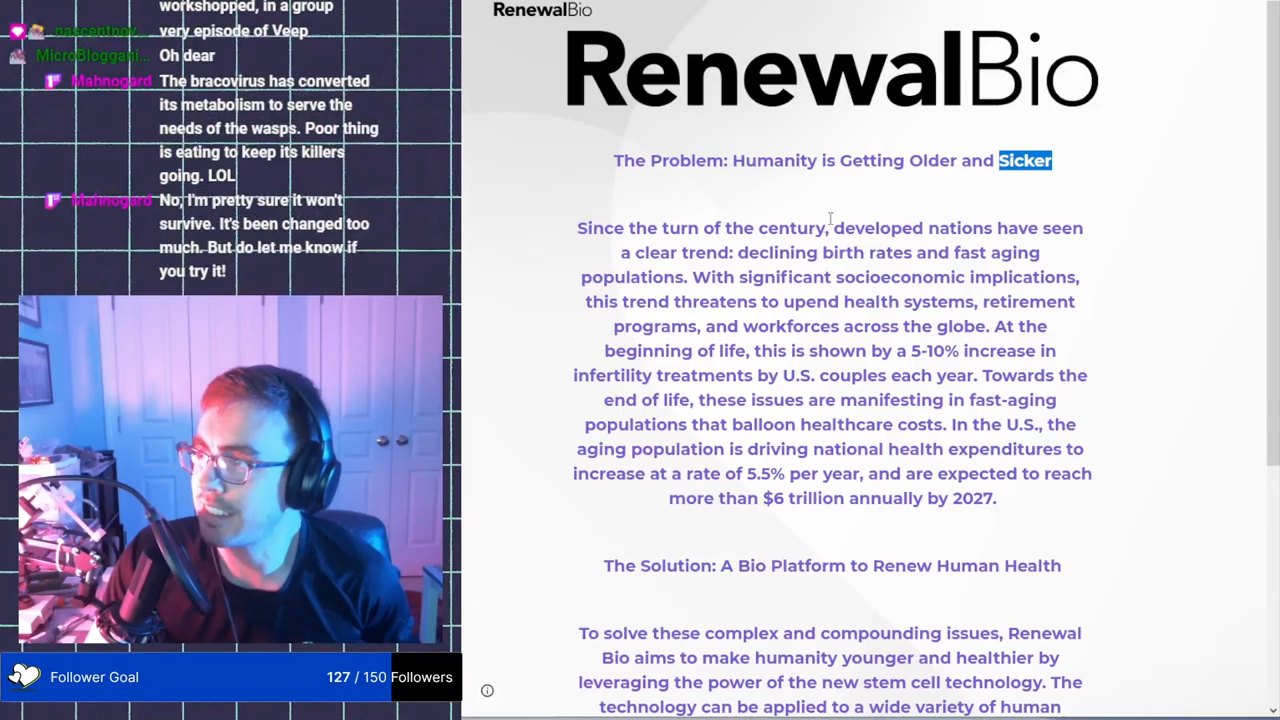 workshopped, in a group
very episode of Veep
MicroBloggani... Oh dear
Mahnogard The bracovirus has converted
its metabolism to serve the
needs of the wasps. Poor thing
is eating to keep its killers
going. LOL
Mahnogard No, I'm pretty sure it won't
survive. It's been changed too
much. But do let me know if
you try it!
Follower Goal
127 / 150 Followers
RenewalBio
RenewalBio
The Problem: Humanity is Getting Older and Sicker
Since the turn of the century, developed nations have seen
a clear trend: declining birth rates and fast aging
populations. With significant socioeconomic implications,
this trend threatens to upend health systems, retirement
programs, and workforces across the globe. At the
beginning of life, this is shown by a 5-10% increase in
infertility treatments by U.S. couples each year. Towards the
end of life, these issues are manifesting in fast-aging
populations that balloon healthcare costs. In the U.S., the
aging population is driving national health expenditures to
increase at a rate of 5.5% per year, and are expected to reach
more than $6 trillion annually by 2027.
The Solution: A Bio Platform to Renew Human Health
To solve these complex and compounding issues, Renewal
Bio aims to make humanity younger and healthier by
leveraging the power of the new stem cell technology. The
technology can be applied to a wide variety of human